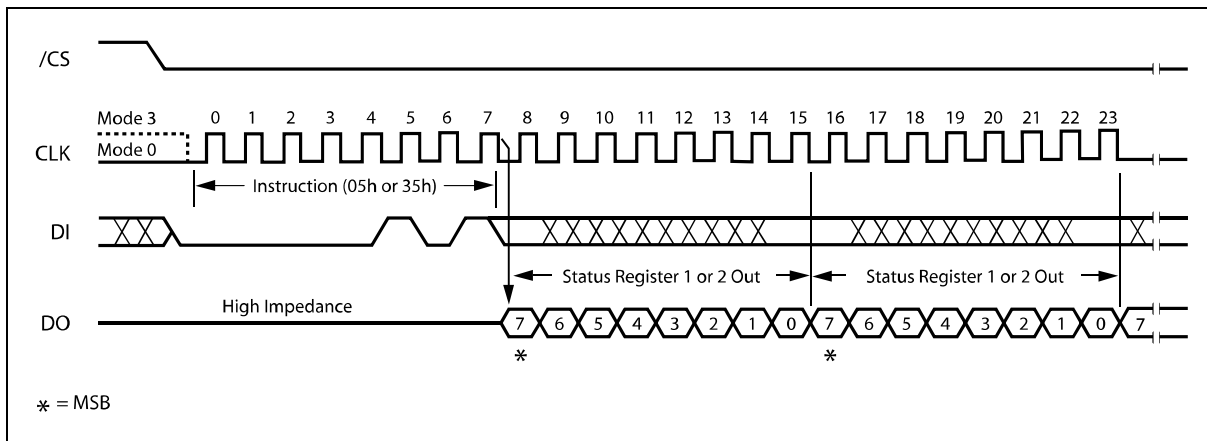 /CS
Mode 3
0 1 2 3 4 5 6 7 8 9 10 11 12 13 14 15 16 17 18 19 20 21 22 23
CLK
Mode 0
Instruction (05h or 35h)
DI
Status Register 1 or 2 Out Status Register 1 or 2 Out
High Impedance
DO
7 6 5 4 3 2 1 0 7 6 5 4 3 2 1 0 7
* *
* = MSB